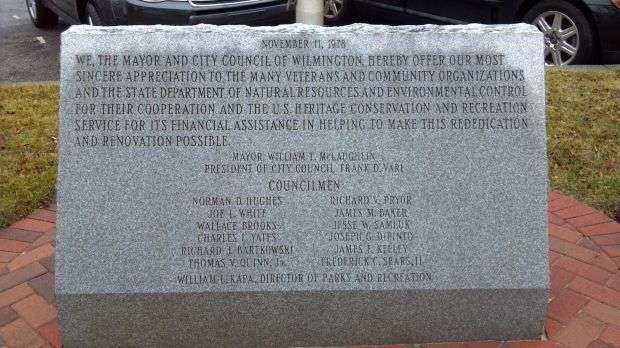 NOVEMBER 11, 1978
WE, THE MAYOR AND CITY COUNCIL OF WILMINGTON, HEREBY OFFER OUR MOST
SINCERE APPRECIATION TO THE MANY VETERANS AND COMMUNITY ORGANIZATIONS
AND THE STATE DEPARTMENT OF NATURAL RESOURCES AND ENVIRONMENTAL CONTROL
FOR THEIR COOPERATION AND THE U.S. HERITAGE CONSERVATION AND RECREATION
SERVICE FOR ITS FINANCIAL ASSISTANCE IN HELPING TO MAKE THIS REDEDICATION
AND RENOVATION POSSIBLE.
MAYOR, WILLIAM T. McLAUGHLIN
PRESIDENT OF CITY COUNCIL, FRANK D. VARI
COUNCILMEN
NORMAN D. HUGHES RICHARD V. PRYOR
JOE L. WHITE JAMES M. BAKER
WALLACE BROOKS JESSE W. SAMLUK
CHARLES L. YATES JOSEPH G. DIPINTO
RICHARD J. BARTKOWSKI JAMES F. KELLEY
THOMAS V. QUINN, JR. FREDERICK C. SEARS, II
WILLIAM C. KAPA, DIRECTOR OF PARKS AND RECREATION